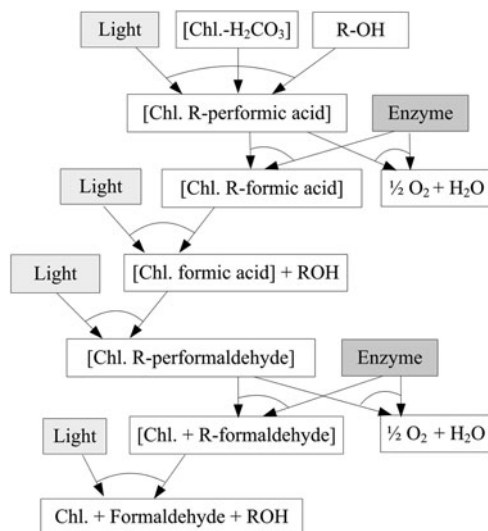 Light
[Chl.-H₂CO₃]
R-OH
[Chl. R-performic acid]
Enzyme
[Chl. R-formic acid]
½ O₂ + H₂O
Light
[Chl. formic acid] + ROH
Light
[Chl. R-performaldehyde]
Enzyme
[Chl. + R-formaldehyde]
½ O₂ + H₂O
Light
Chl. + Formaldehyde + ROH